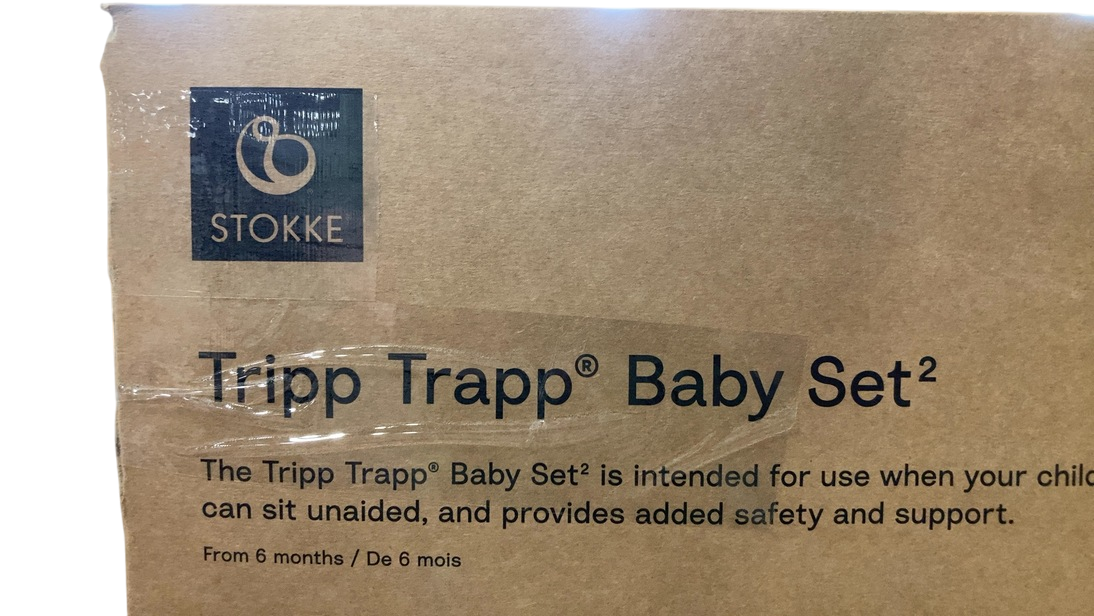 STOKKE
Tripp Trapp® Baby Set²
The Tripp Trapp® Baby Set² is intended for use when your child
can sit unaided, and provides added safety and support.
From 6 months / De 6 mois